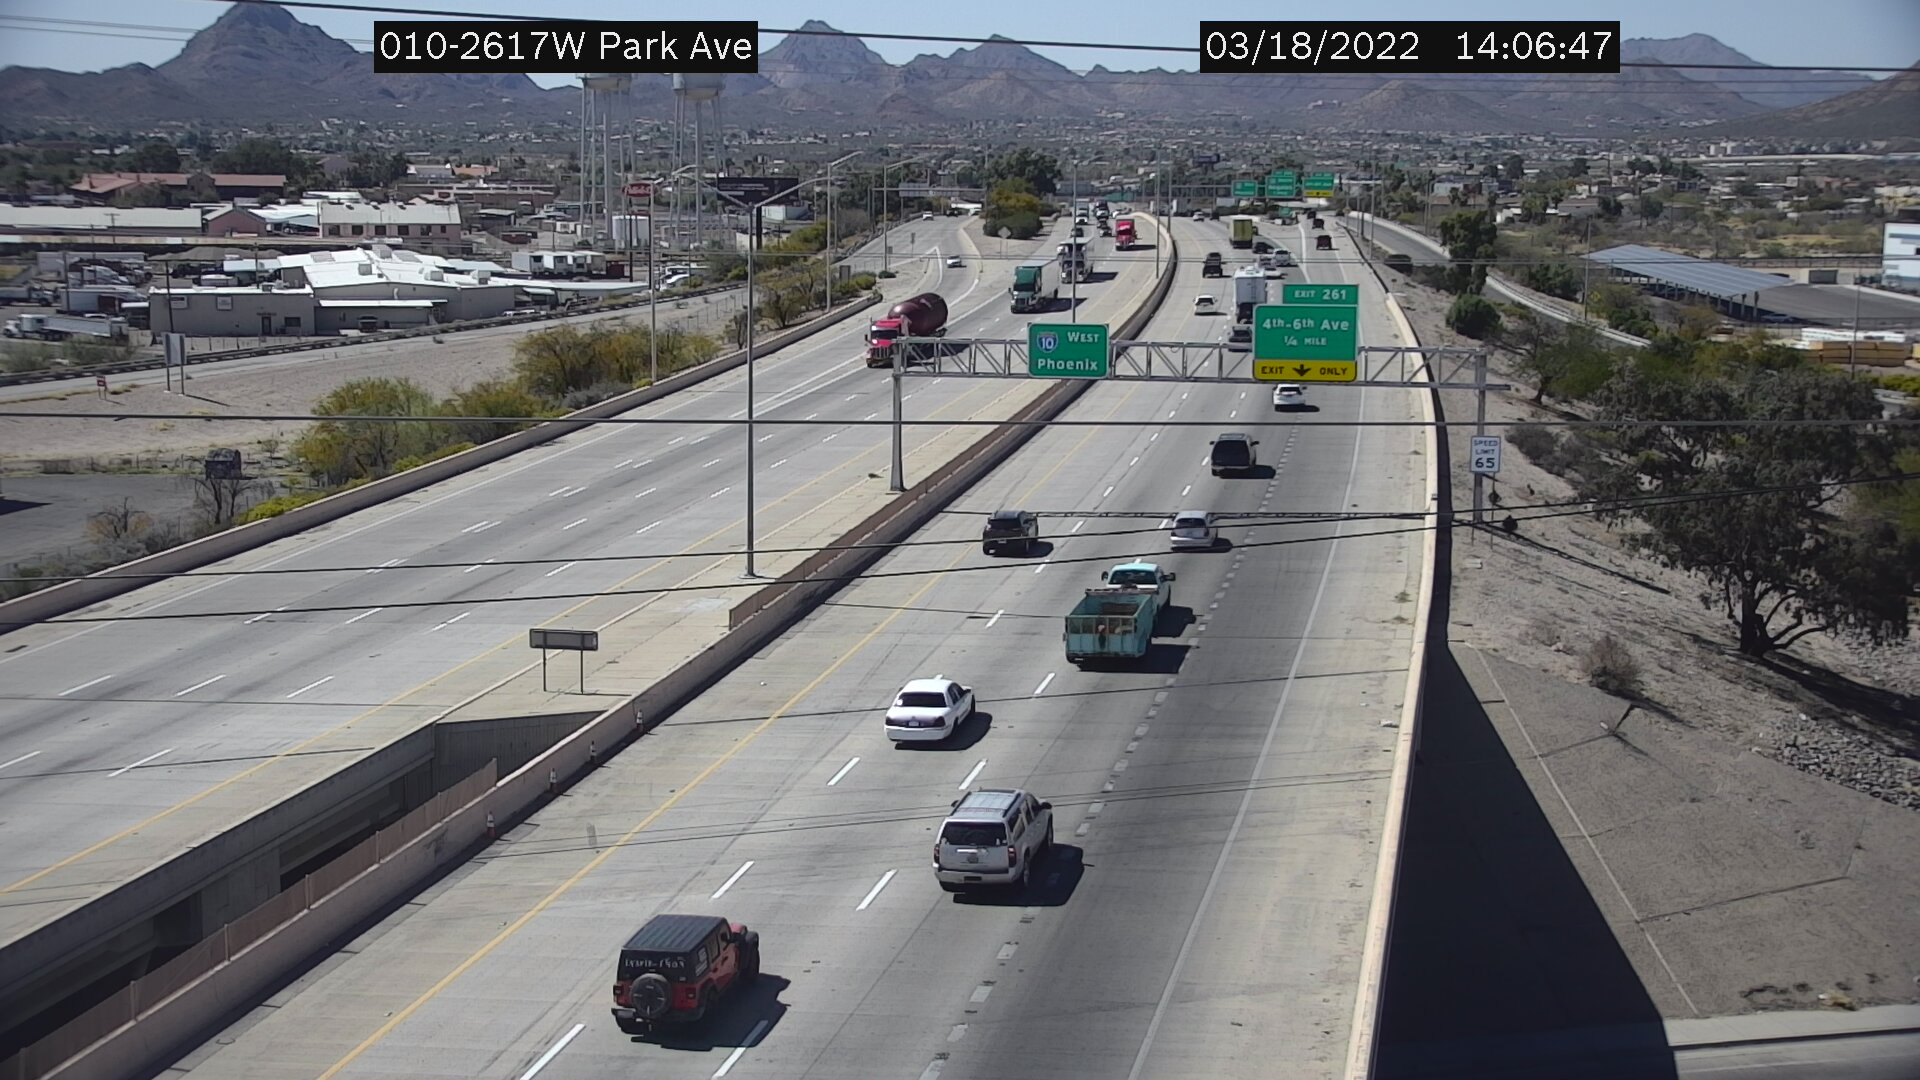 010-2617W Park Ave
03/18/2022 14:06:47
EXIT 261
4th-6th Ave
1/4 MILE
EXIT ONLY
10 WEST
Phoenix
SPEED
LIMIT
65